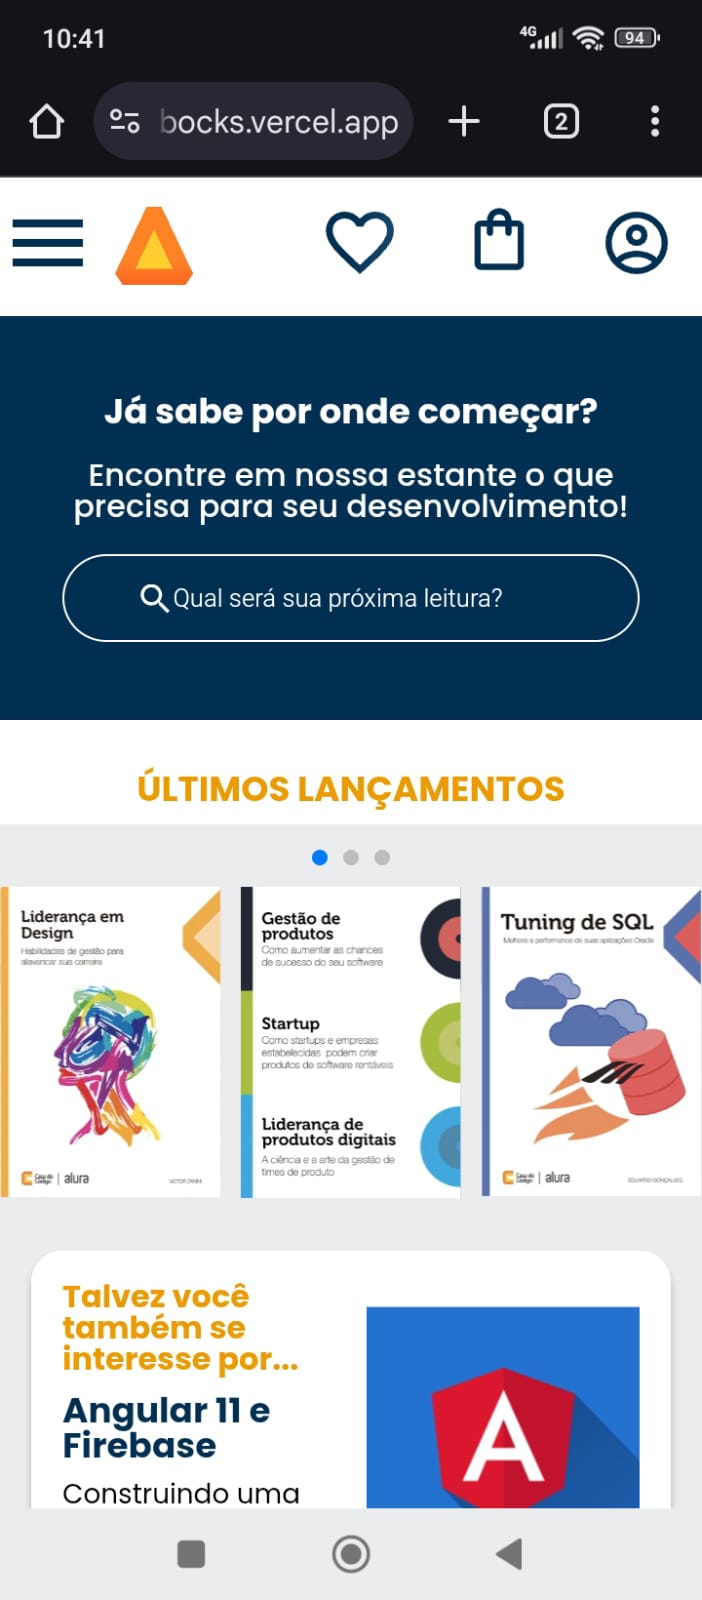 10:41
4G
94
bocks.vercel.app
2
Já sabe por onde começar?
Encontre em nossa estante o que
precisa para seu desenvolvimento!
Qual será sua próxima leitura?
ÚLTIMOS LANÇAMENTOS
Liderança em
Design
Habilidades de gestão para
alavancar sua carreira
Casa do
Código
alura
VITOR ZANINI
Gestão de
produtos
Como aumentar as chances
de sucesso do seu software
Startup
Como startups e empresas
estabelecidas podem criar
produtos de software rentáveis
Liderança de
produtos digitais
A ciência e a arte da gestão de
times de produto
Tuning de SQL
Melhore a performance de suas aplicações Oracle
Casa do
Código
alura
EDUARDO GONÇALVES
Talvez você
também se
interesse por...
Angular 11 e
Firebase
Construindo uma
A